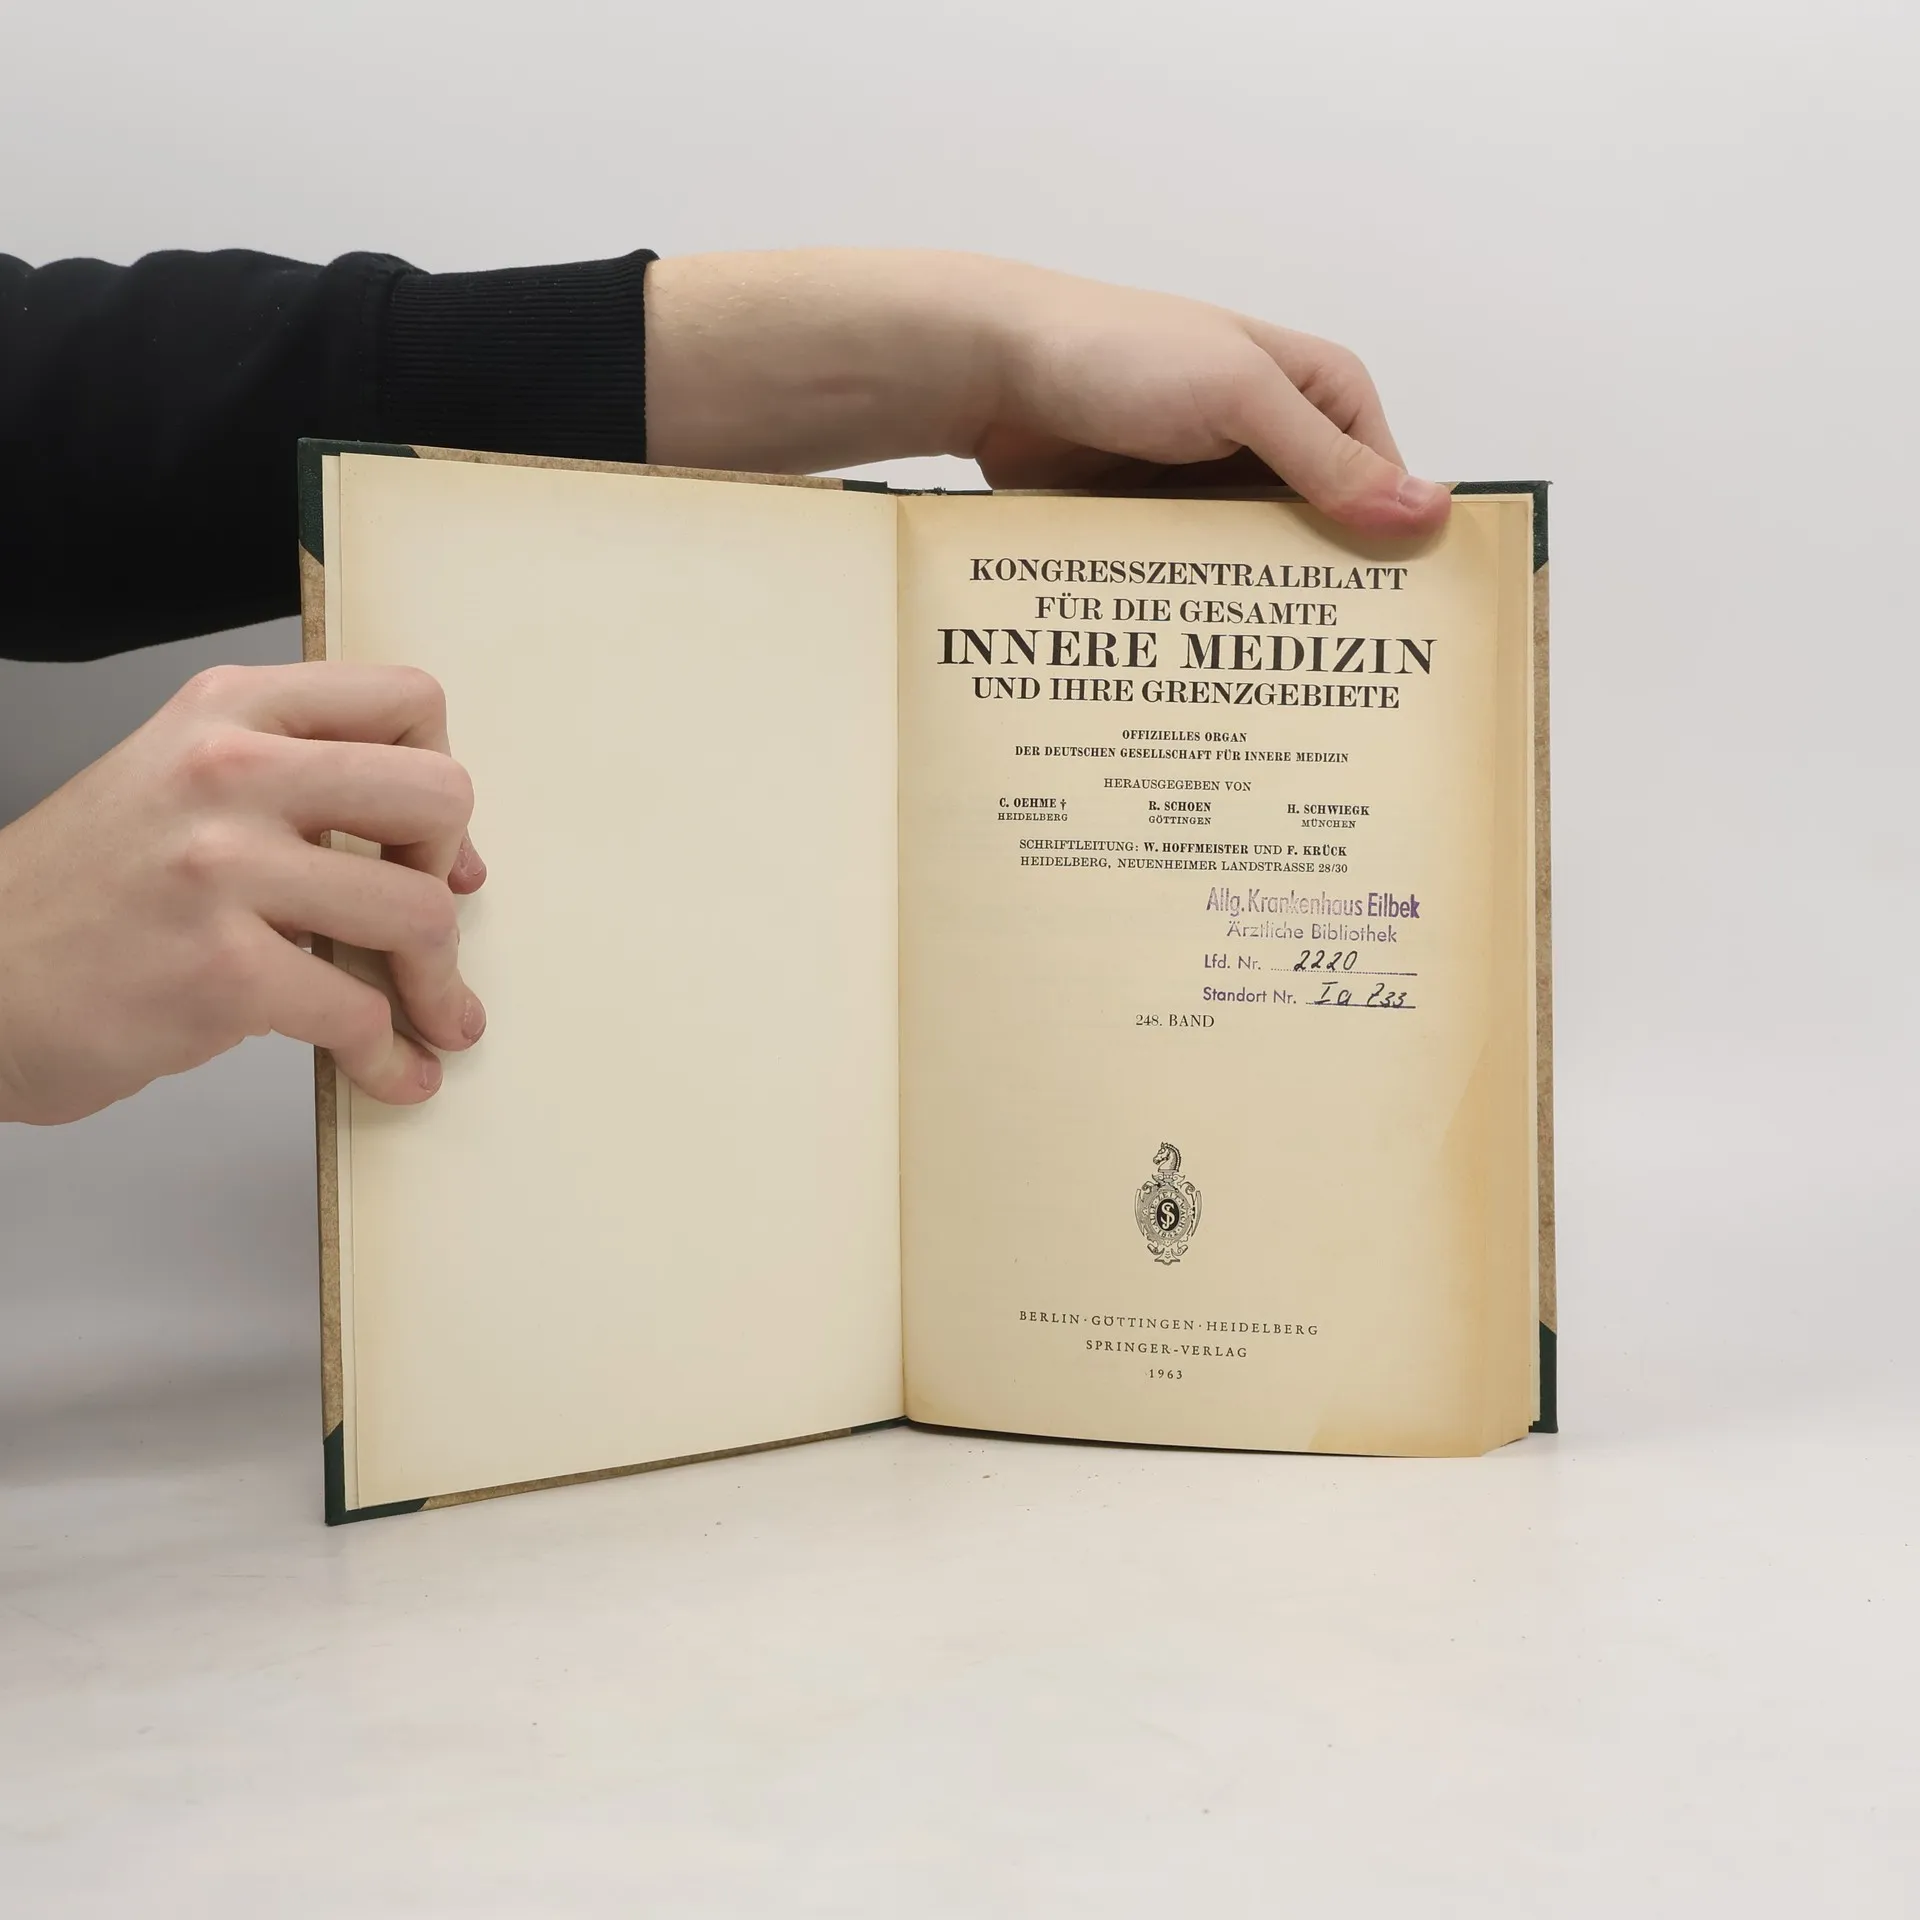 KONGRESSZENTRALBLATT
FÜR DIE GESAMTE
INNERE MEDIZIN
UND IHRE GRENZGEBIETE
OFFIZIELLES ORGAN
DER DEUTSCHEN GESELLSCHAFT FÜR INNERE MEDIZIN
HERAUSGEGEBEN VON
C. OEHME † R. SCHOEN H. SCHWIEGK
HEIDELBERG GÖTTINGEN MÜNCHEN
SCHRIFTLEITUNG: W. HOFFMEISTER UND F. KRÜCK
HEIDELBERG, NEUENHEIMER LANDSTRASSE 28/30
Allg. Krankenhaus Eilbek
Ärztliche Bibliothek
Lfd. Nr. 2220
Standort Nr. Ia
248. BAND
BERLIN · GÖTTINGEN · HEIDELBERG
SPRINGER-VERLAG
1963